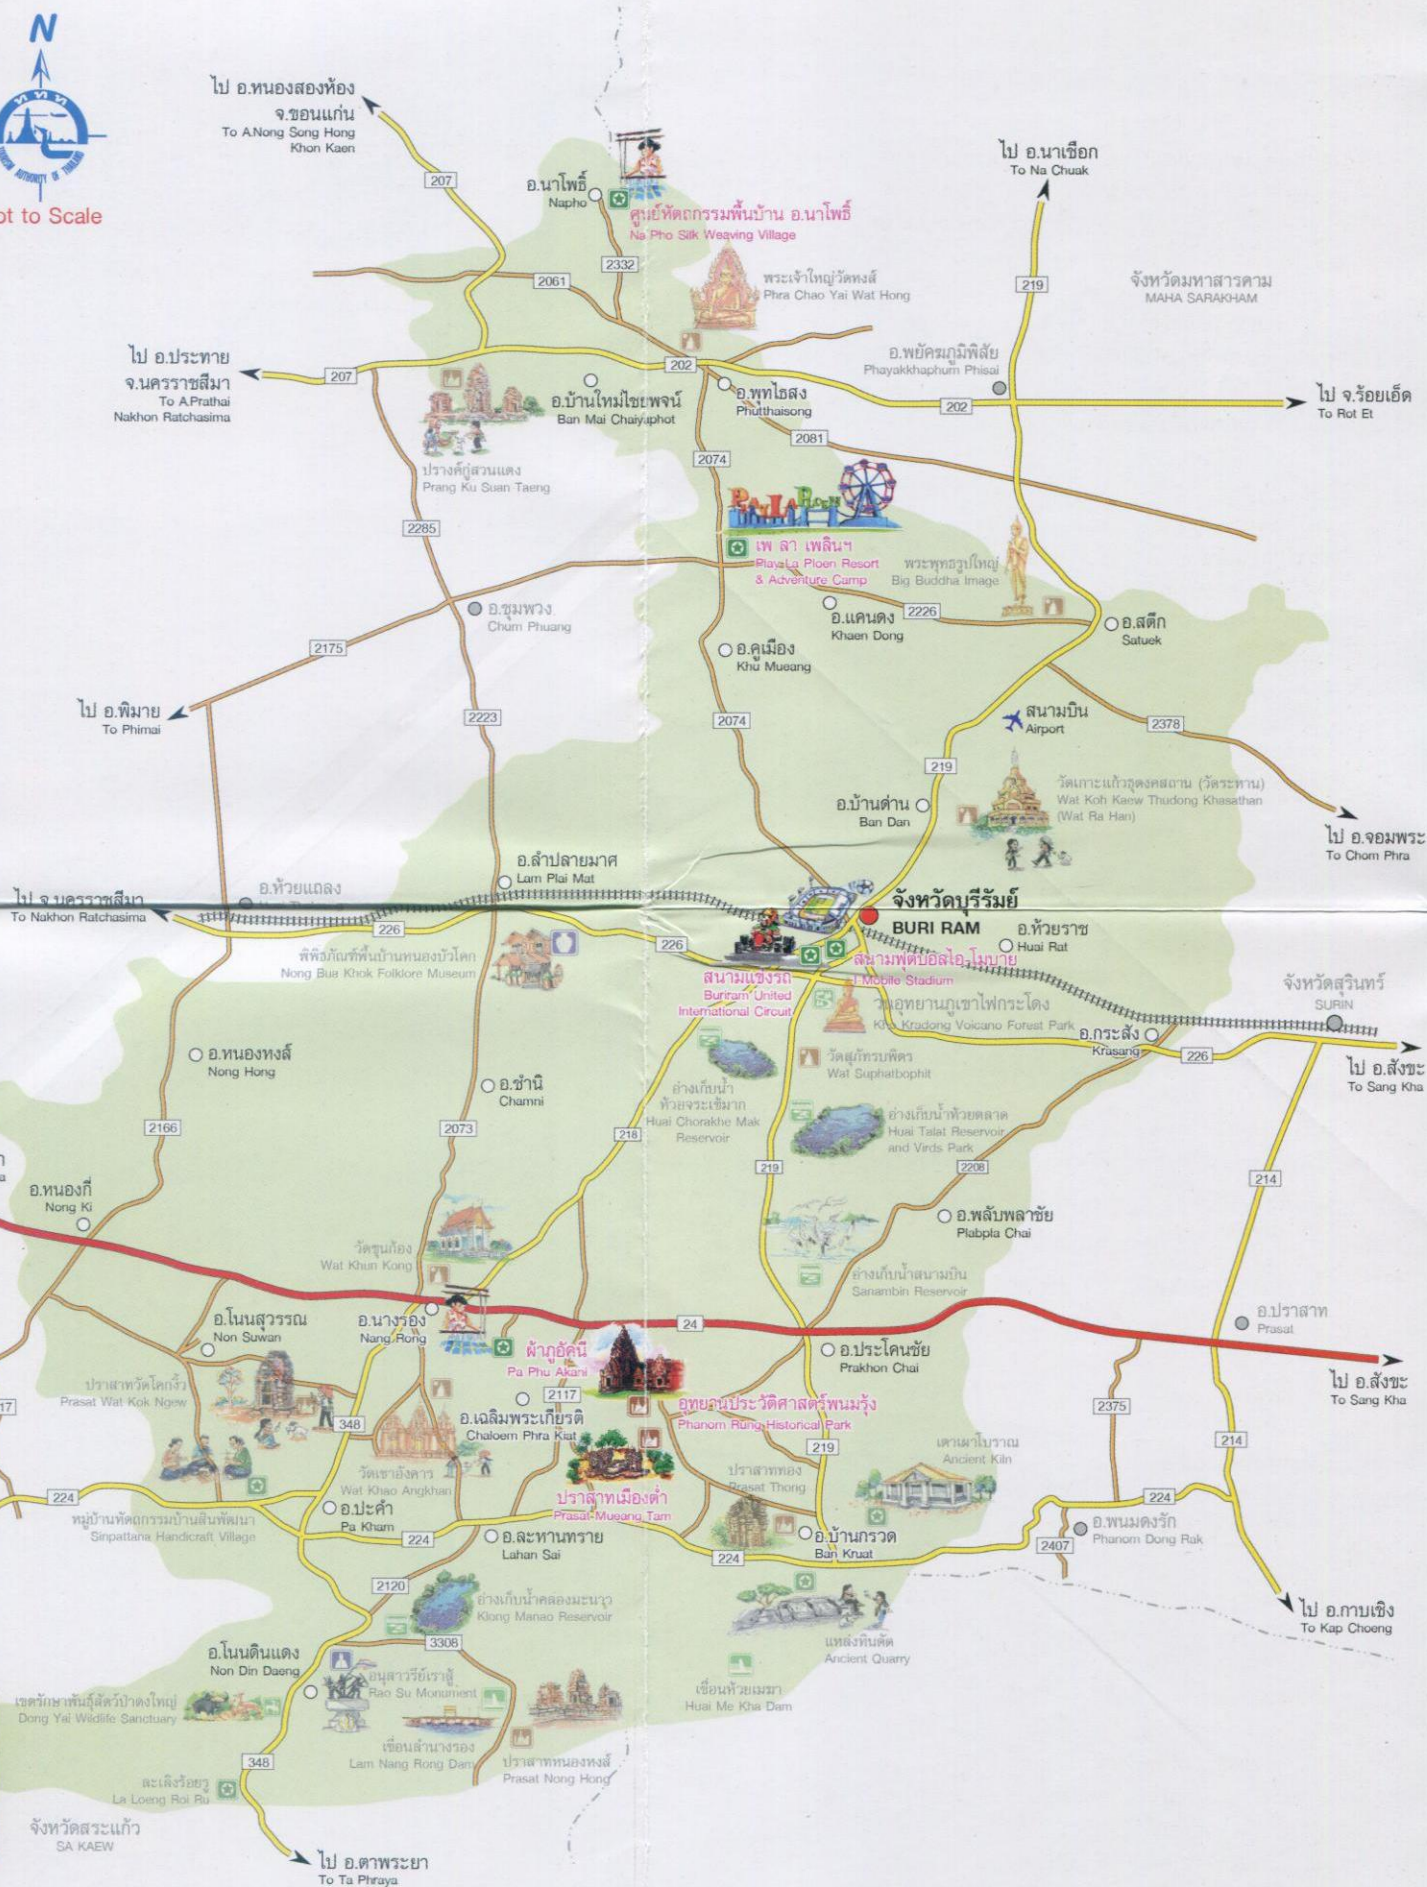 N
ททท
TOURISM AUTHORITY OF THAILAND
ot to Scale
ไป อ.หนองสองห้อง
จ.ขอนแก่น
To A.Nong Song Hong
Khon Kaen
207
อ.นาโพธิ์
Napho
ศูนย์หัตถกรรมพื้นบ้าน อ.นาโพธิ์
Na Pho Silk Weaving Village
ไป อ.นาเชือก
To Na Chuak
2061
2332
พระเจ้าใหญ่วัดหงส์
Phra Chao Yai Wat Hong
219
จังหวัดมหาสารคาม
MAHA SARAKHAM
ไป อ.ประทาย
จ.นครราชสีมา
To A.Prathai
Nakhon Ratchasima
207
202
อ.พยัคฆภูมิพิสัย
Phayakkhaphum Phisai
202
ไป จ.ร้อยเอ็ด
To Rot Et
อ.บ้านใหม่ไชยพจน์
Ban Mai Chaiyaphot
อ.พุทไธสง
Phutthaisong
2081
2074
ปรางค์กู่สวนแตง
Prang Ku Suan Taeng
PLAY LA PLOEN
2285
เพ ลา เพลินฯ
Play La Ploen Resort
& Adventure Camp
พระพุทธรูปใหญ่
Big Buddha Image
อ.ชุมพวง
Chum Phuang
2175
อ.แคนดง
Khaen Dong
2226
อ.สตึก
Satuek
อ.คูเมือง
Khu Mueang
ไป อ.พิมาย
To Phimai
2223
2074
สนามบิน
Airport
2378
219
วัดเกาะแก้วธุดงคสถาน (วัดระหาน)
Wat Koh Kaew Thudong Khasathan
(Wat Ra Han)
อ.บ้านด่าน
Ban Dan
ไป อ.จอมพระ
To Chom Phra
อ.ลำปลายมาศ
Lam Plai Mat
อ.ห้วยแถลง
ไป จ.นครราชสีมา
To Nakhon Ratchasima
226
จังหวัดบุรีรัมย์
BURI RAM
อ.ห้วยราช
Huai Rat
226
พิพิธภัณฑ์พื้นบ้านหนองบัวโคก
Nong Bua Khok Folklore Museum
สนามแข่งรถ
Buriram United
International Circuit
สนามฟุตบอลไอ-โมบาย
I-Mobile Stadium
วนอุทยานภูเขาไฟกระโดง
Khao Kradong Volcano Forest Park
จังหวัดสุรินทร์
SURIN
อ.กระสัง
Krasang
226
ไป อ.สังขะ
To Sang Kha
อ.หนองหงส์
Nong Hong
อ.ชำนิ
Chamni
วัดสุภัทรบพิตร
Wat Suphatbophit
อ่างเก็บน้ำ
ห้วยจระเข้มาก
Huai Chorakhe Mak
Reservoir
อ่างเก็บน้ำห้วยตลาด
Huai Talat Reservoir
and Virds Park
2166
2073
218
219
2208
214
อ.หนองกี่
Nong Ki
อ.พลับพลาชัย
Plabpla Chai
วัดขุนก้อง
Wat Khun Kong
อ่างเก็บน้ำสนามบิน
Sanambin Reservoir
อ.โนนสุวรรณ
Non Suwan
อ.นางรอง
Nang Rong
24
อ.ปราสาท
Prasat
ผ้าภูอัคนี
Pa Phu Akani
อ.ประโคนชัย
Prakhon Chai
ไป อ.สังขะ
To Sang Kha
ปราสาทวัดโคกงิ้ว
Prasat Wat Kok Ngew
2117
2375
อ.เฉลิมพระเกียรติ
Chaloem Phra Kiat
อุทยานประวัติศาสตร์พนมรุ้ง
Phanom Rung Historical Park
17
348
219
214
เตาเผาโบราณ
Ancient Kiln
วัดเขาอังคาร
Wat Khao Angkhan
ปราสาททอง
Prasat Thong
224
ปราสาทเมืองต่ำ
Prasat Mueang Tam
224
หมู่บ้านหัตถกรรมบ้านสินพัฒนา
Sinpattana Handicraft Village
อ.ปะคำ
Pa Kham
224
อ.ละหานทราย
Lahan Sai
224
อ.บ้านกรวด
Ban Kruat
อ.พนมดงรัก
Phanom Dong Rak
2407
2120
อ่างเก็บน้ำคลองมะนาว
Klong Manao Reservoir
ไป อ.กาบเชิง
To Kap Choeng
3308
แหล่งหินตัด
Ancient Quarry
อ.โนนดินแดง
Non Din Daeng
อนุสาวรีย์เราสู้
Rao Su Monument
เขตรักษาพันธุ์สัตว์ป่าดงใหญ่
Dong Yai Wildlife Sanctuary
เขื่อนห้วยเมฆา
Huai Me Kha Dam
เขื่อนลำนางรอง
Lam Nang Rong Dam
ปราสาทหนองหงส์
Prasat Nong Hong
348
ละเลิงร้อยรู
La Loeng Roi Ru
จังหวัดสระแก้ว
SA KAEW
ไป อ.ตาพระยา
To Ta Phraya